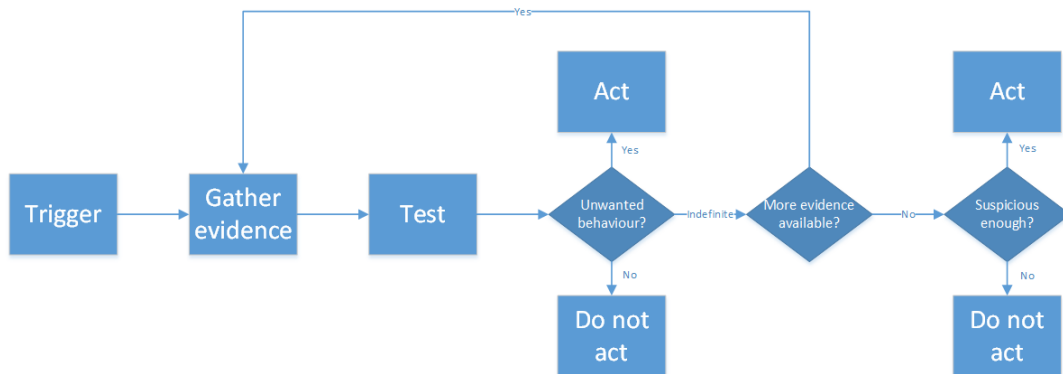 Yes
Act
Act
Yes
Yes
Trigger
Gather
evidence
Test
Unwanted
behaviour?
Indefinite
More evidence
available?
No
Suspicious
enough?
No
No
Do not
act
Do not
act